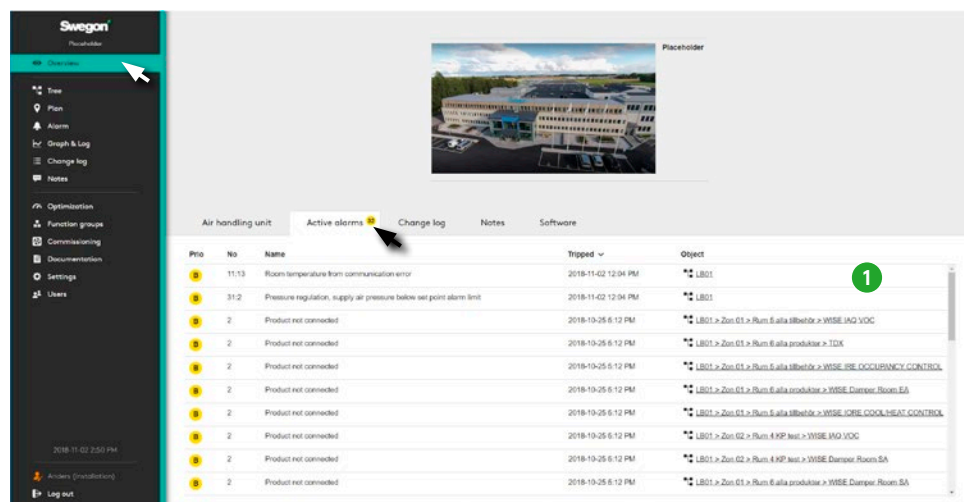 Swegon
Placeholder
Overview
Tree
Plan
Alarm
Graph & Log
Change log
Notes
Optimization
Function groups
Commissioning
Documentation
Settings
Users
2018-11-02 2:50 PM
Anders (Installation)
Log out
Placeholder
Air handling unit Active alarms Change log Notes Software
Prio No Name Tripped Object
B 11:13 Room temperature from communication error 2018-11-02 12:04 PM LB01
B 31:2 Pressure regulation, supply air pressure below set point alarm limit 2018-11-02 12:04 PM LB01
B 2 Product not connected 2018-10-25 6:12 PM LB01 > Zon 01 > Rum 6 alla tillbehör > WISE IAQ VOC
B 2 Product not connected 2018-10-25 6:12 PM LB01 > Zon 01 > Rum 6 alla produkter > TDX
B 2 Product not connected 2018-10-25 6:12 PM LB01 > Zon 01 > Rum 6 alla tillbehör > WISE IRE OCCUPANCY CONTROL
B 2 Product not connected 2018-10-25 6:12 PM LB01 > Zon 01 > Rum 6 alla produkter > WISE Damper Room EA
B 2 Product not connected 2018-10-25 6:12 PM LB01 > Zon 01 > Rum 6 alla tillbehör > WISE IORE COOL/HEAT CONTROL
B 2 Product not connected 2018-10-25 6:12 PM LB01 > Zon 02 > Rum 4 KP test > WISE IAQ VOC
B 2 Product not connected 2018-10-25 6:12 PM LB01 > Zon 02 > Rum 4 KP test > WISE Damper Room SA
B 2 Product not connected 2018-10-25 6:12 PM LB01 > Zon 01 > Rum 6 alla produkter > WISE Damper Room SA
1